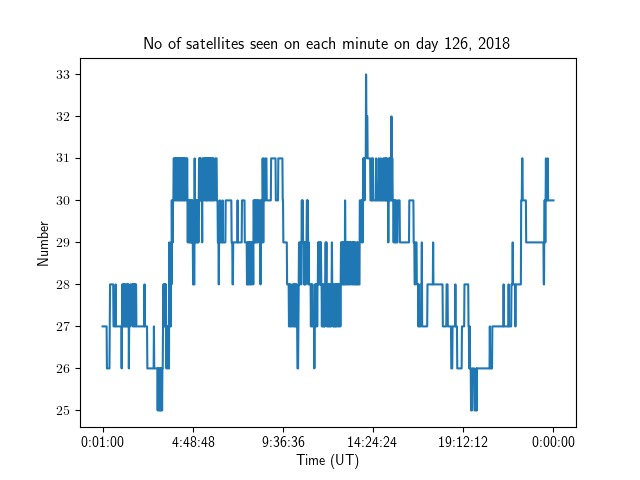 No of satellites seen on each minute on day 126, 2018
33
32
31
30
29
28
27
26
25
Number
0:01:00 4:48:48 9:36:36 14:24:24 19:12:12 0:00:00
Time (UT)